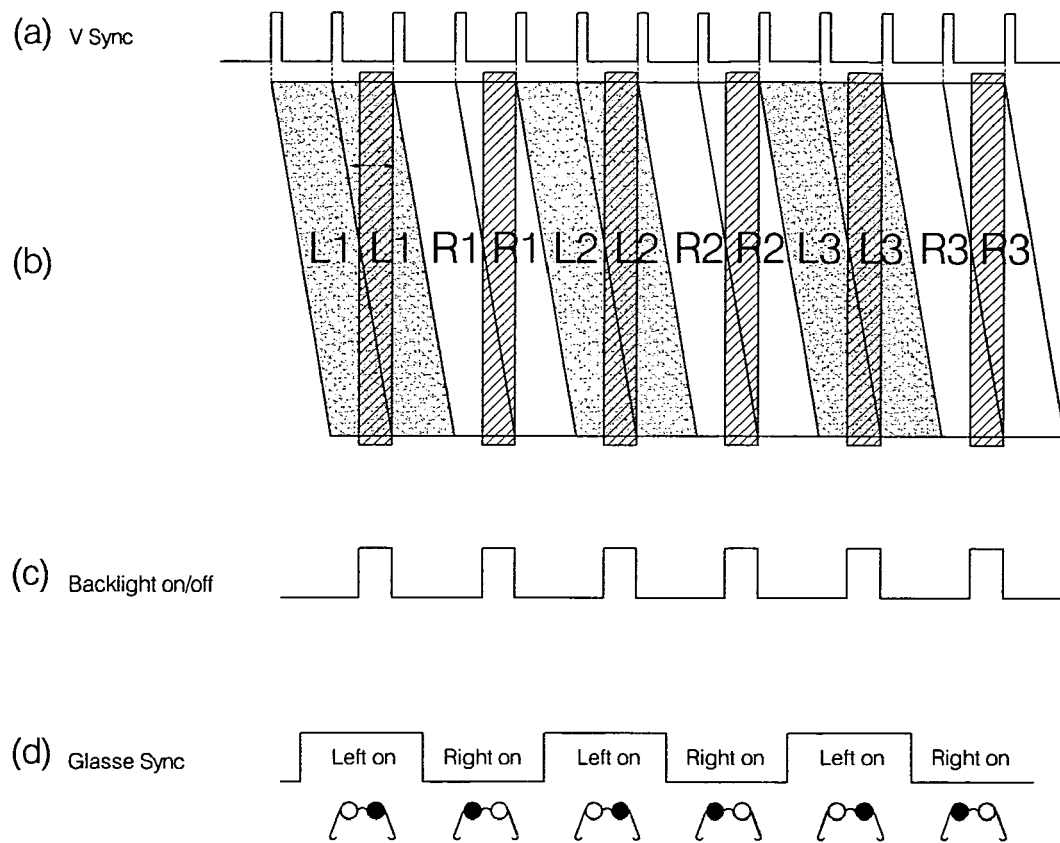 (a) V Sync
(b) L1 L1 R1 R1 L2 L2 R2 R2 L3 L3 R3 R3
(c) Backlight on/off
(d) Glasse Sync Left on Right on Left on Right on Left on Right on